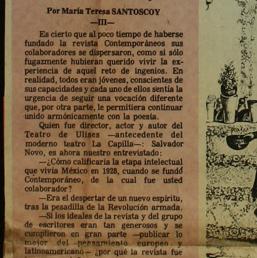 Por María Teresa SANTOSCOY
—III—
Es cierto que al poco tiempo de haberse
fundado la revista Contemporáneos sus
colaboradores se dispersaron, como si sólo
fugazmente hubieran querido vivir la ex-
periencia de aquel reto de ingenios. En
realidad, todos eran jóvenes, conscientes de
sus capacidades y cada uno de ellos sentía la
urgencia de seguir una vocación diferente
que, por otra parte, le permitiera continuar
unido armónicamente con la poesía.
Quien fue director, actor y autor del
Teatro de Ulises —antecedente del
moderno teatro La Capilla—: Salvador
Novo, es ahora nuestro entrevistado:
—¿Cómo calificaría la etapa intelectual
que vivía México en 1928, cuando se fundó
Contemporáneos, de la cual fue usted
colaborador?
—Era el despertar de un nuevo espíritu,
tras la pesadilla de la Revolución armada.
—Si los ideales de la revista y del grupo
de escritores eran tan generosos y se
cumplieron en gran parte —publicar lo
mejor del pensamiento europeo y
latinoamericano— ¿por qué la revista fue